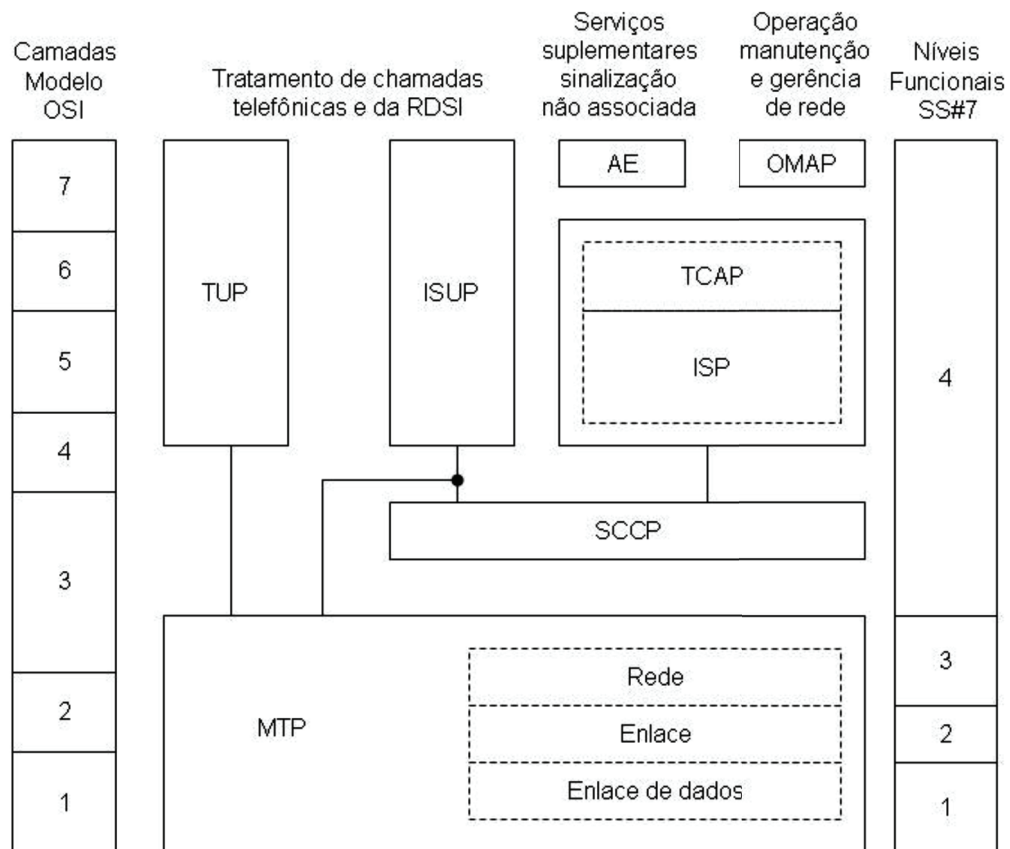 Camadas
Modelo
OSI
Tratamento de chamadas
telefônicas e da RDSI
Serviços
suplementares
sinalização
não associada
Operação
manutenção
e gerência
de rede
Níveis
Funcionais
SS#7
7
6
5
4
3
2
1
TUP
ISUP
AE
OMAP
TCAP
ISP
SCCP
MTP
Rede
Enlace
Enlace de dados
4
3
2
1